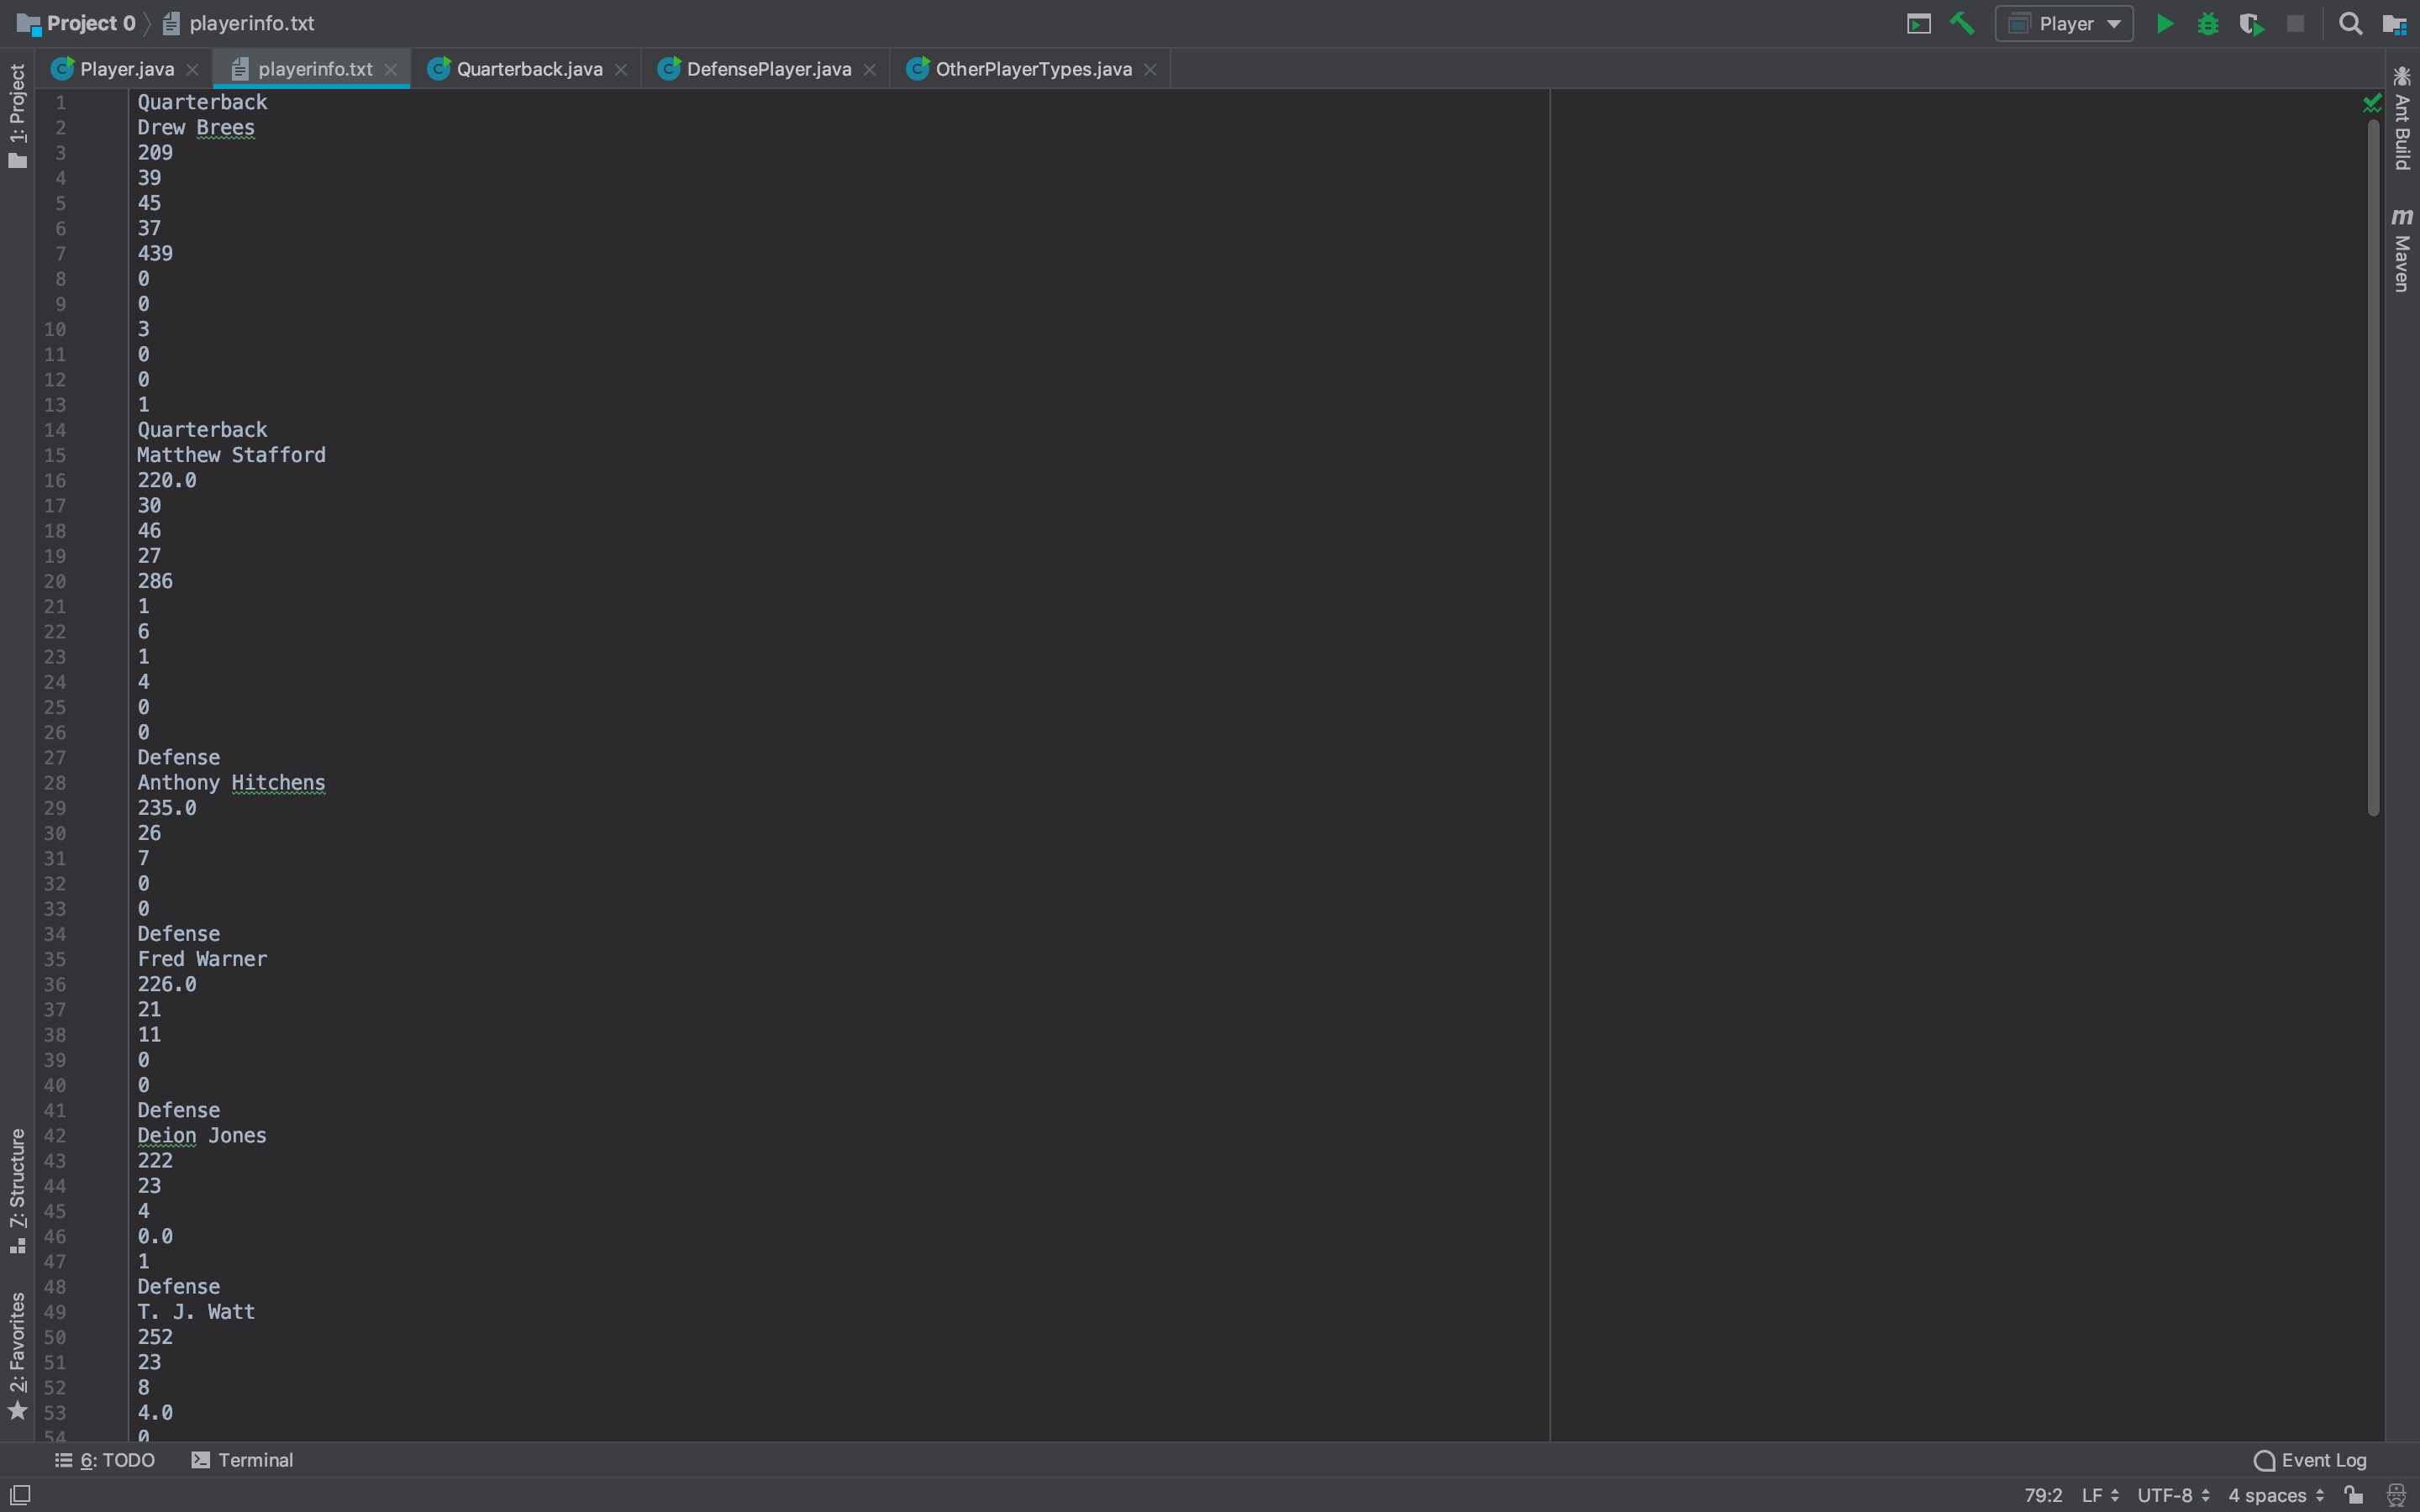 Project 0 playerinfo.txt Player
1: Project
Player.java playerinfo.txt Quarterback.java DefensePlayer.java OtherPlayerTypes.java
1 Quarterback
2 Drew Brees
3 209
4 39
5 45
6 37
7 439
8 0
9 0
10 3
11 0
12 0
13 1
14 Quarterback
15 Matthew Stafford
16 220.0
17 30
18 46
19 27
20 286
21 1
22 6
23 1
24 4
25 0
26 0
27 Defense
28 Anthony Hitchens
29 235.0
30 26
31 7
32 0
33 0
34 Defense
35 Fred Warner
36 226.0
37 21
38 11
39 0
40 0
41 Defense
42 Deion Jones
43 222
44 23
45 4
46 0.0
47 1
48 Defense
49 T. J. Watt
50 252
51 23
52 8
53 4.0
54 0
Ant Build
m Maven
7: Structure
2: Favorites
6: TODO Terminal Event Log
79:2 LF UTF-8 4 spaces